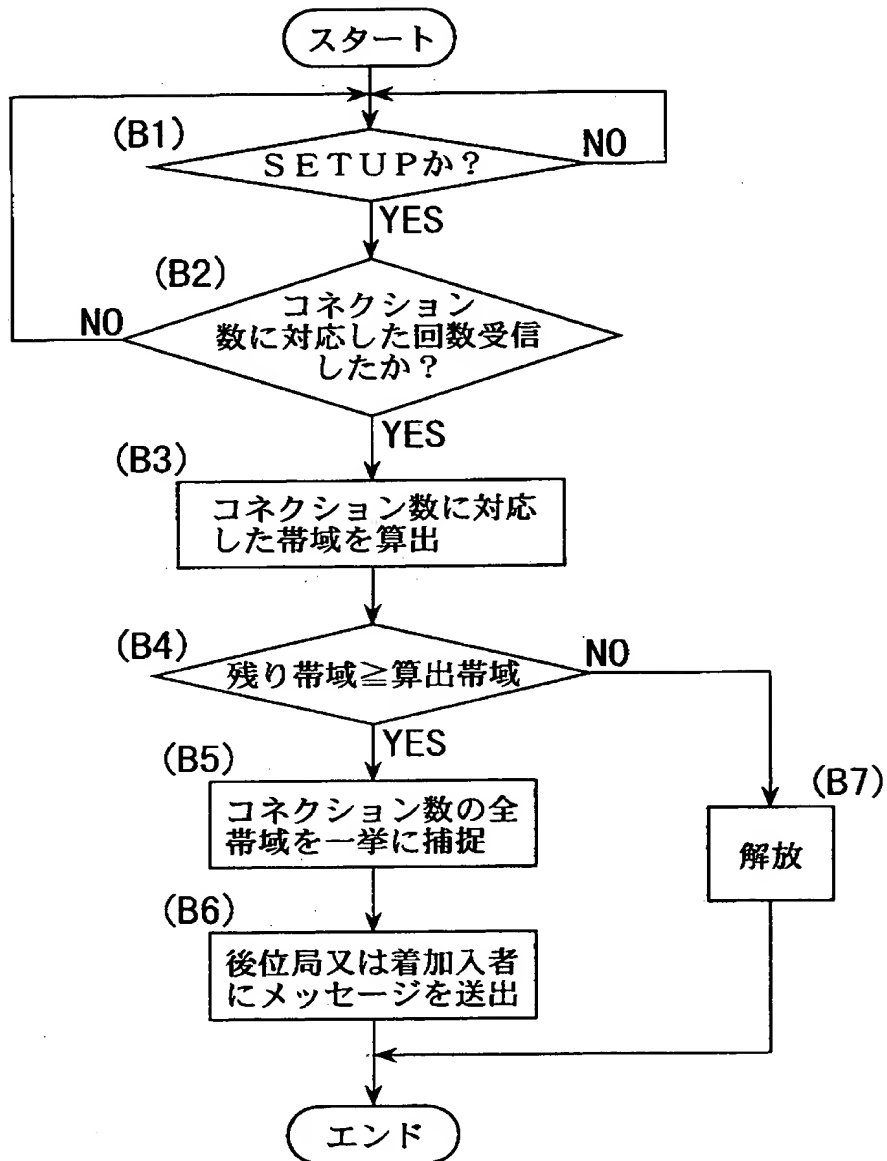 スタート
(B1)
SETUPか?
NO
YES
(B2)
コネクション
数に対応した回数受信
したか?
NO
YES
(B3)
コネクション数に対応
した帯域を算出
(B4)
残り帯域≧算出帯域
NO
YES
(B5)
コネクション数の全
帯域を一挙に捕捉
(B7)
解放
(B6)
後位局又は着加入者
にメッセージを送出
エンド